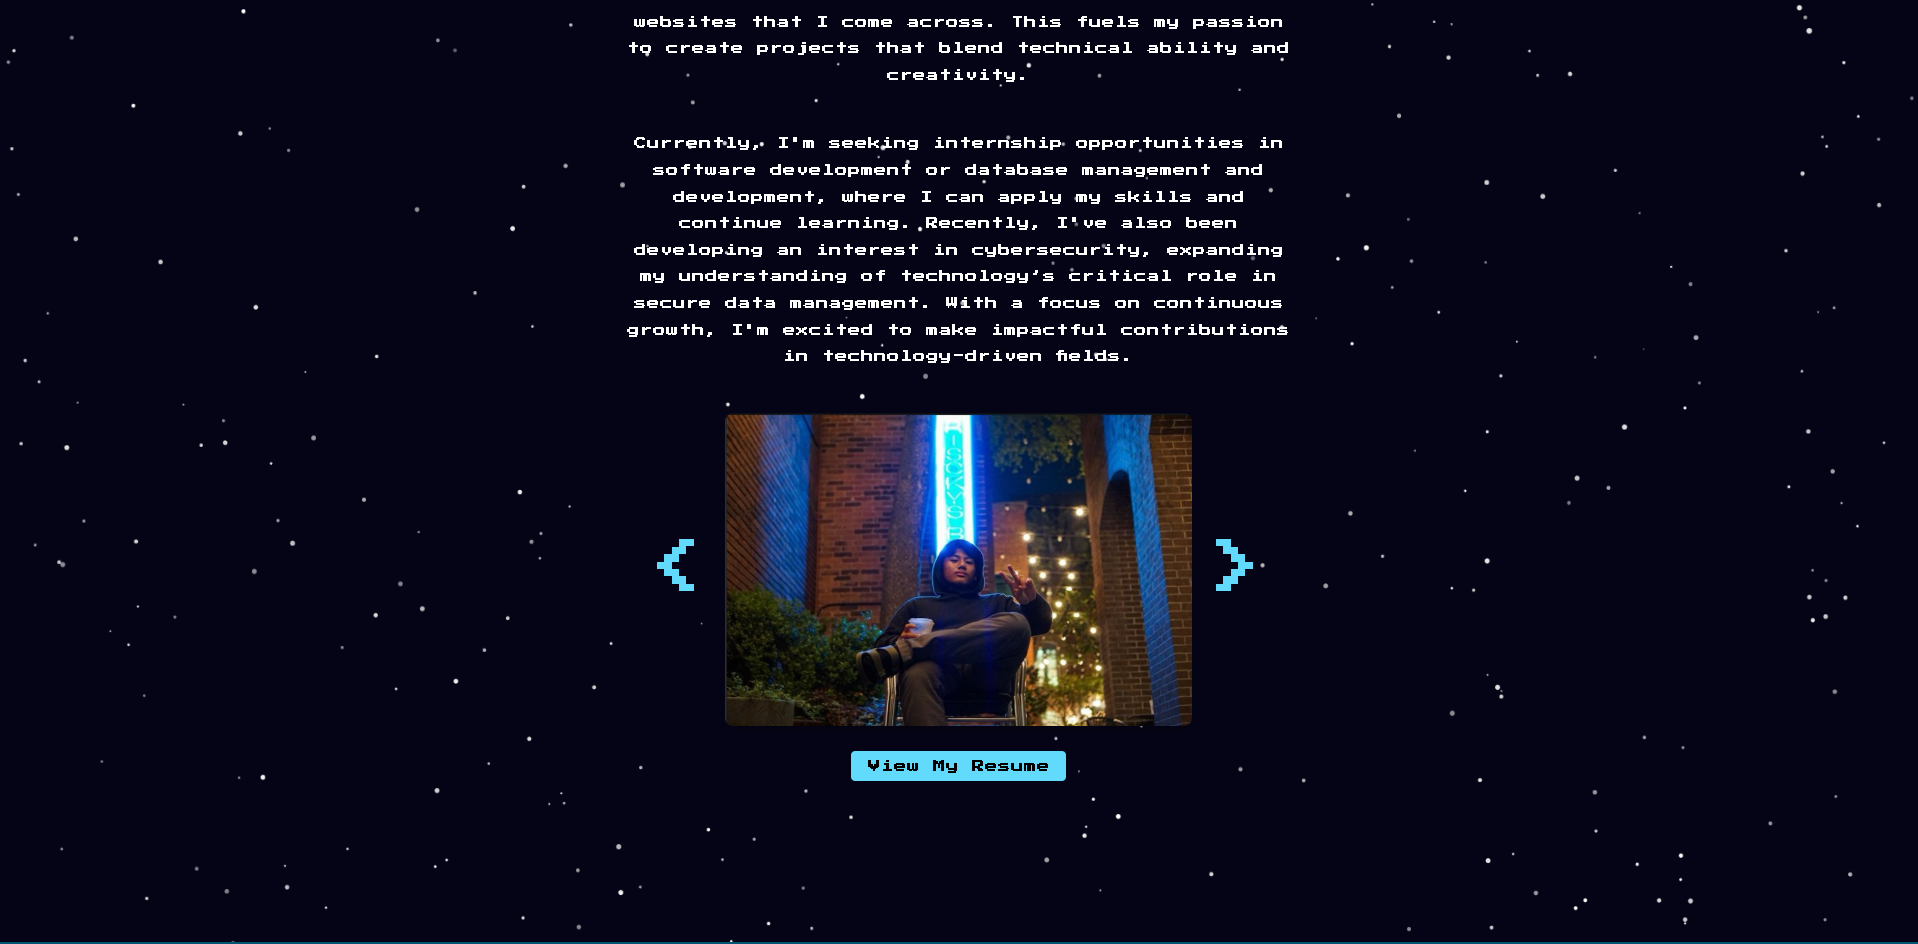 websites that I come across. This fuels my passion
to create projects that blend technical ability and
creativity.
Currently, I'm seeking internship opportunities in
software development or database management and
development, where I can apply my skills and
continue learning. Recently, I've also been
developing an interest in cybersecurity, expanding
my understanding of technology’s critical role in
secure data management. With a focus on continuous
growth, I'm excited to make impactful contributions
in technology-driven fields.
View My Resume